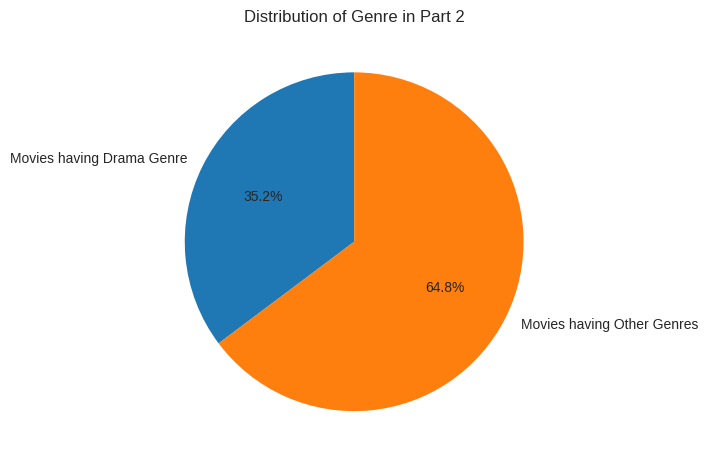 Distribution of Genre in Part 2
Movies having Drama Genre
35.2%
64.8%
Movies having Other Genres